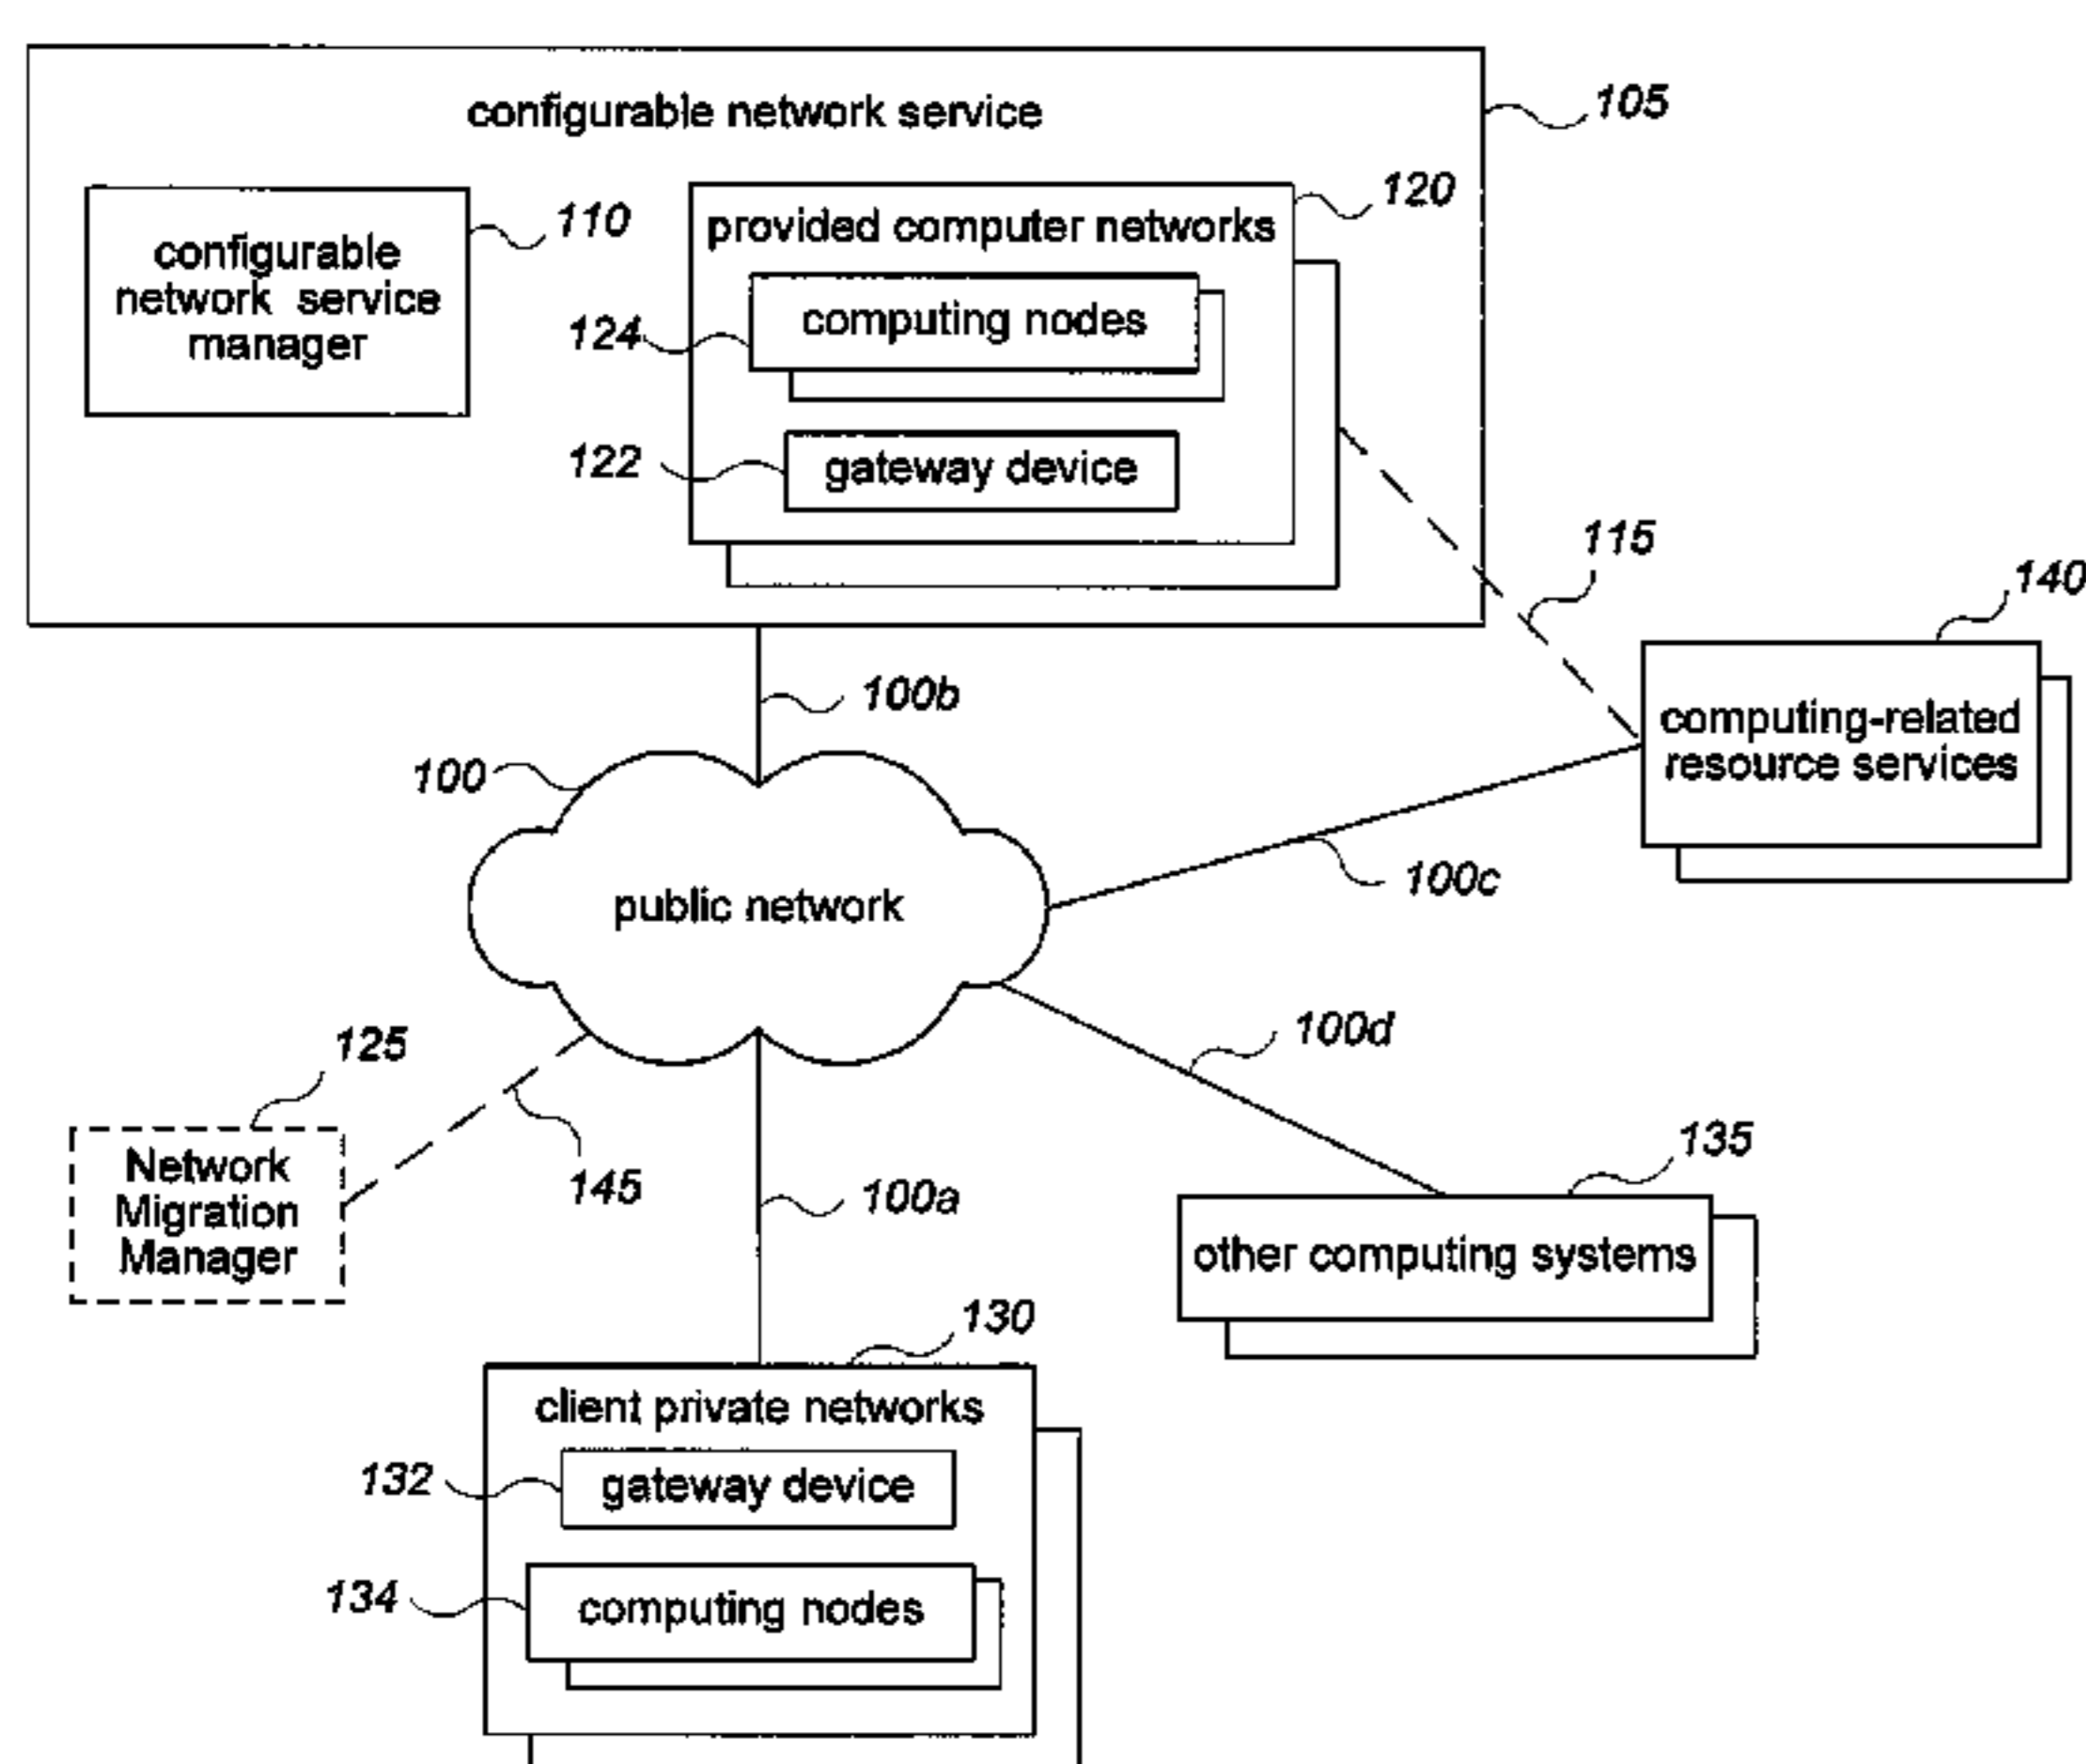 configurable network service
105
configurable
network service
manager
110
provided computer networks
120
computing nodes
124
gateway device
122
115
140
computing-related
resource services
100b
100
public network
100c
100d
125
Network
Migration
Manager
145
100a
135
other computing systems
130
client private networks
132
gateway device
134
computing nodes